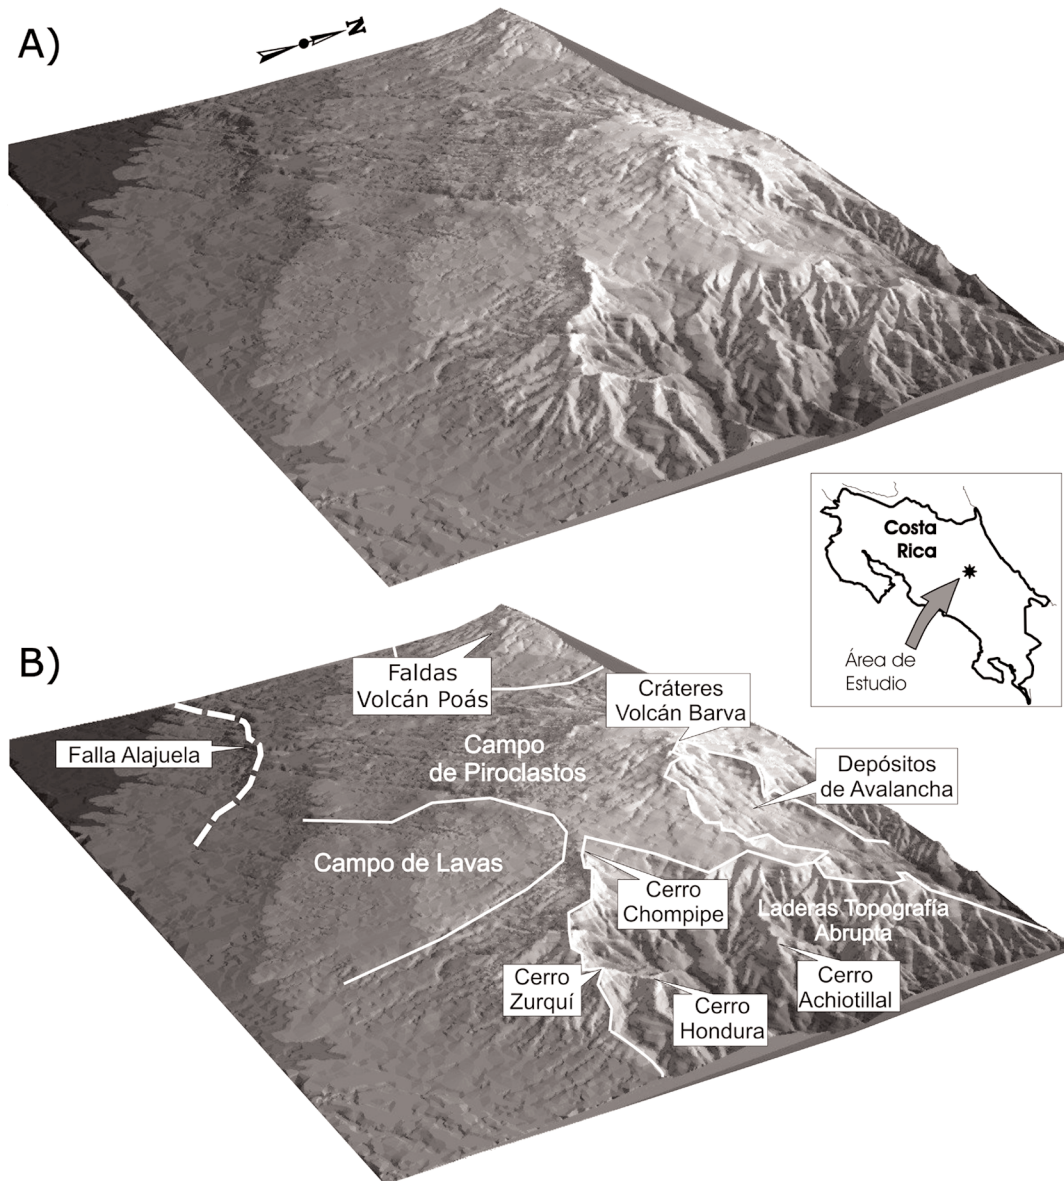 A)
N
Costa
Rica
Área de
Estudio
B)
Faldas
Volcán Poás
Cráteres
Volcán Barva
Falla Alajuela
Campo
de Piroclastos
Depósitos
de Avalancha
Campo de Lavas
Cerro
Chompipe
Laderas Topografía
Abrupta
Cerro
Zurquí
Cerro
Hondura
Cerro
Achiotillal